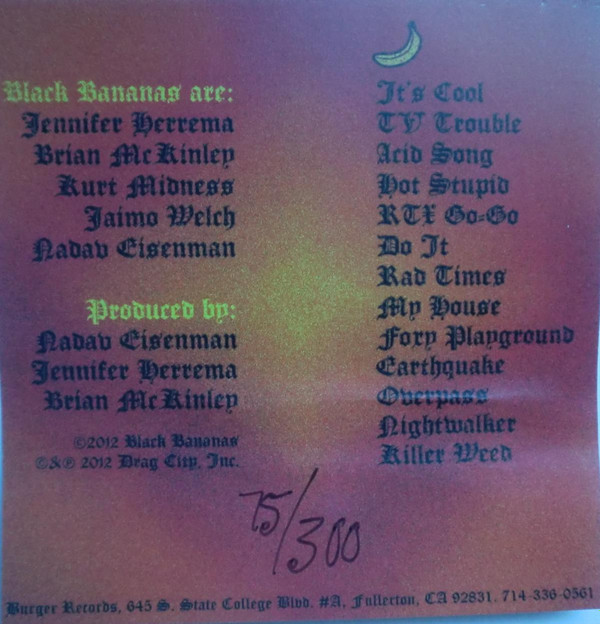 Black Bananas are:
Jennifer Herrema
Brian McKinley
Kurt Midness
Jaimo Welch
Nadav Eisenman
Produced by:
Nadav Eisenman
Jennifer Herrema
Brian McKinley
©2012 Black Bananas
©&℗ 2012 Drag City, Inc.
It's Cool
TV Trouble
Acid Song
Hot Stupid
RTX Go-Go
Do It
Rad Times
My House
Foxy Playground
Earthquake
Overpass
Nightwalker
Killer Weed
75/300
Burger Records, 645 S. State College Blvd. #A, Fullerton, CA 92831. 714-336-0561